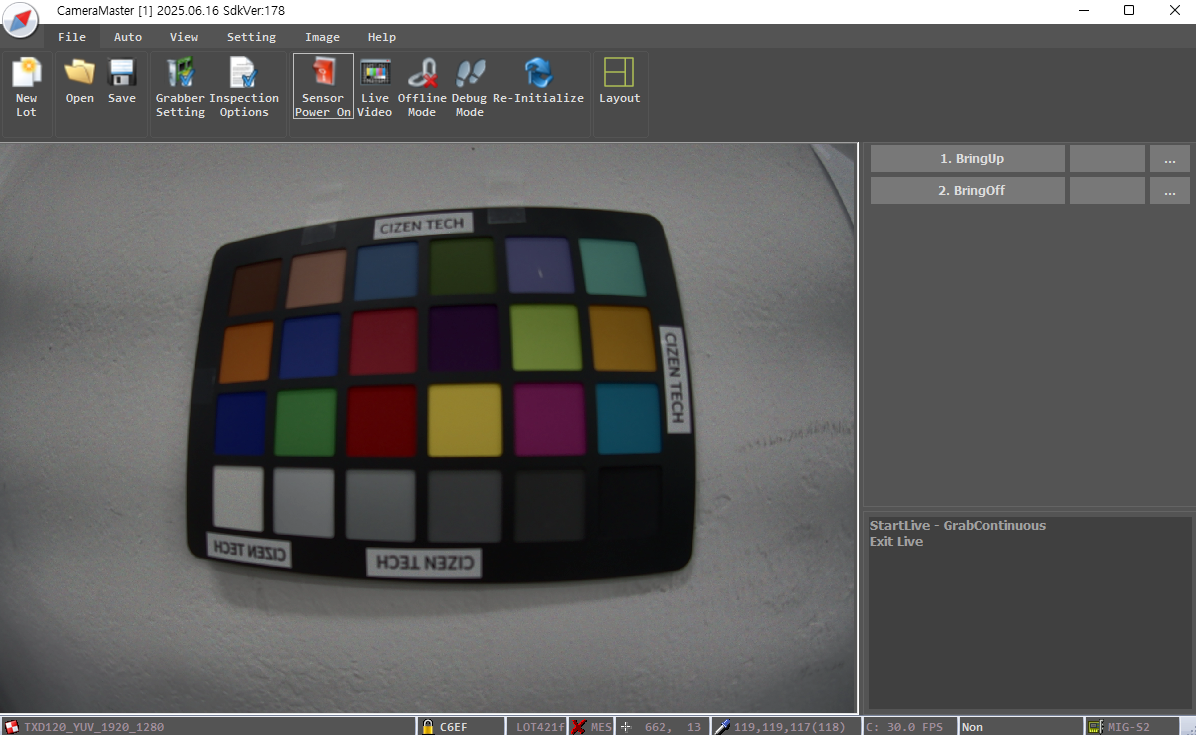 CameraMaster [1] 2025.06.16 SdkVer:178
File Auto View Setting Image Help
New Lot
Open
Save
Grabber Setting
Inspection Options
Sensor Power On
Live Video
Offline Mode
Debug Mode
Re-Initialize
Layout
CIZEN TECH
CIZEN TECH
CIZEN TECH
CIZEN TECH
1. BringUp
...
2. BringOff
...
StartLive - GrabContinuous
Exit Live
TXD120_YUV_1920_1280
C6EF
LOT421f
MES
662, 13
119,119,117(118)
C: 30.0 FPS
Non
MIG-S2